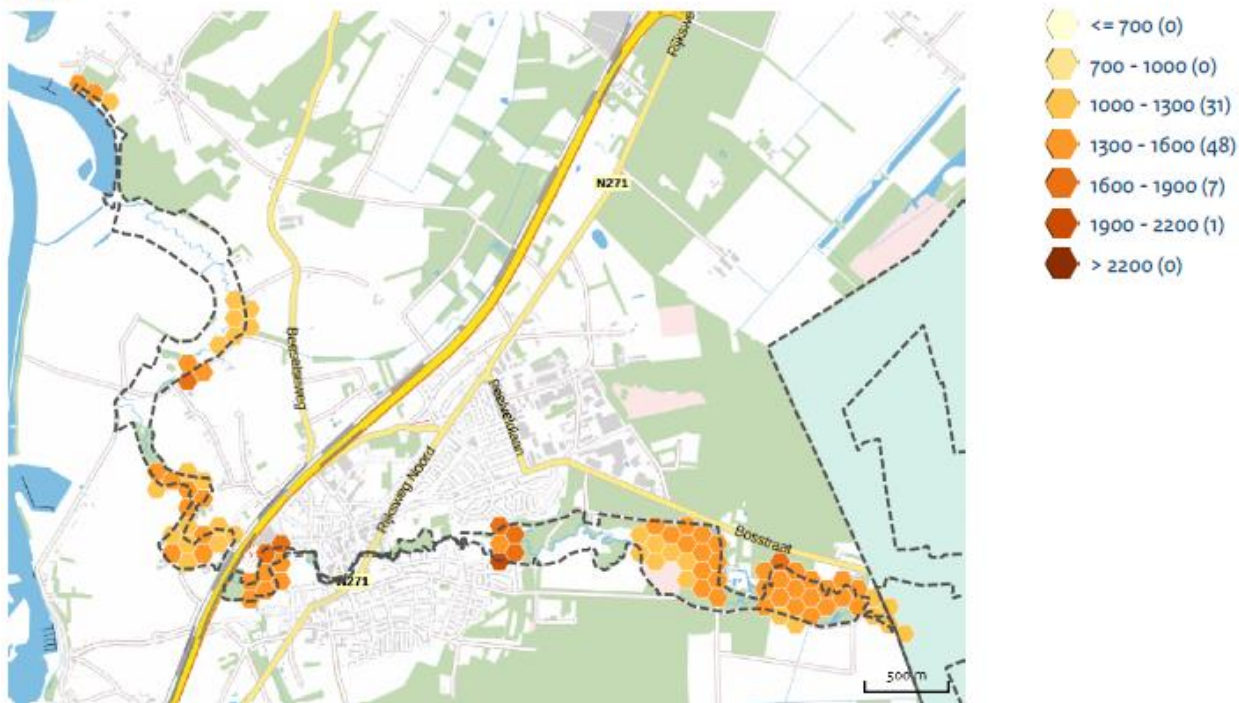 <= 700 (0)
700 - 1000 (0)
1000 - 1300 (31)
1300 - 1600 (48)
1600 - 1900 (7)
1900 - 2200 (1)
> 2200 (0)
N271
Beeselseweg
Rijksweg Noord
Bosstraat
N271
500 m